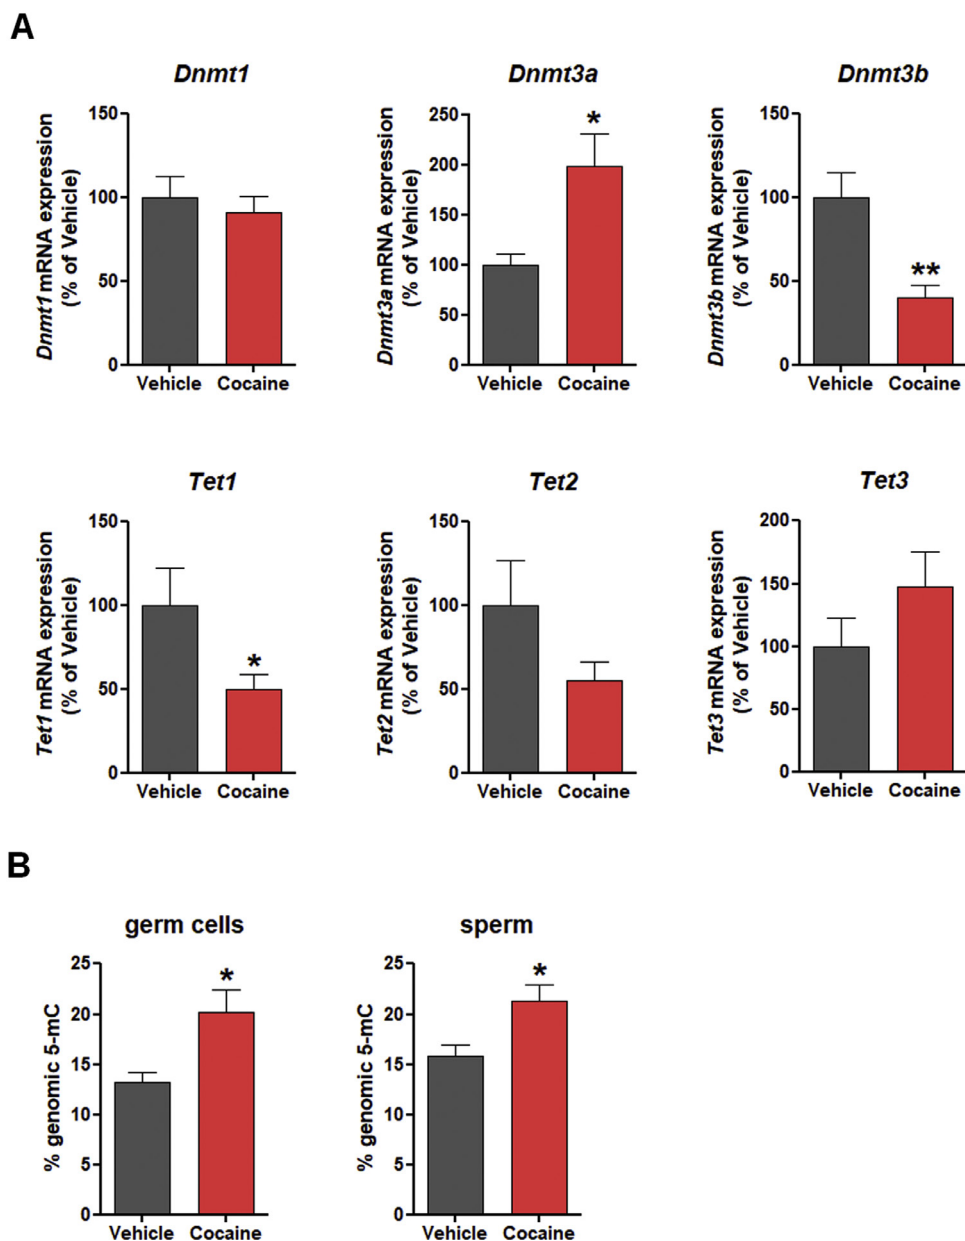 A
Dnmt1
Dnmt3a
Dnmt3b
Dnmt1 mRNA expression
(% of Vehicle)
150
100
50
0
Vehicle
Cocaine
Dnmt3a mRNA expression
(% of Vehicle)
250
200
150
100
50
0
*
Vehicle
Cocaine
Dnmt3b mRNA expression
(% of Vehicle)
150
100
50
0
**
Vehicle
Cocaine
Tet1
Tet2
Tet3
Tet1 mRNA expression
(% of Vehicle)
150
100
50
0
*
Vehicle
Cocaine
Tet2 mRNA expression
(% of Vehicle)
150
100
50
0
Vehicle
Cocaine
Tet3 mRNA expression
(% of Vehicle)
200
150
100
50
0
Vehicle
Cocaine
B
germ cells
sperm
% genomic 5-mC
25
20
15
10
5
0
*
Vehicle
Cocaine
% genomic 5-mC
25
20
15
10
5
0
*
Vehicle
Cocaine